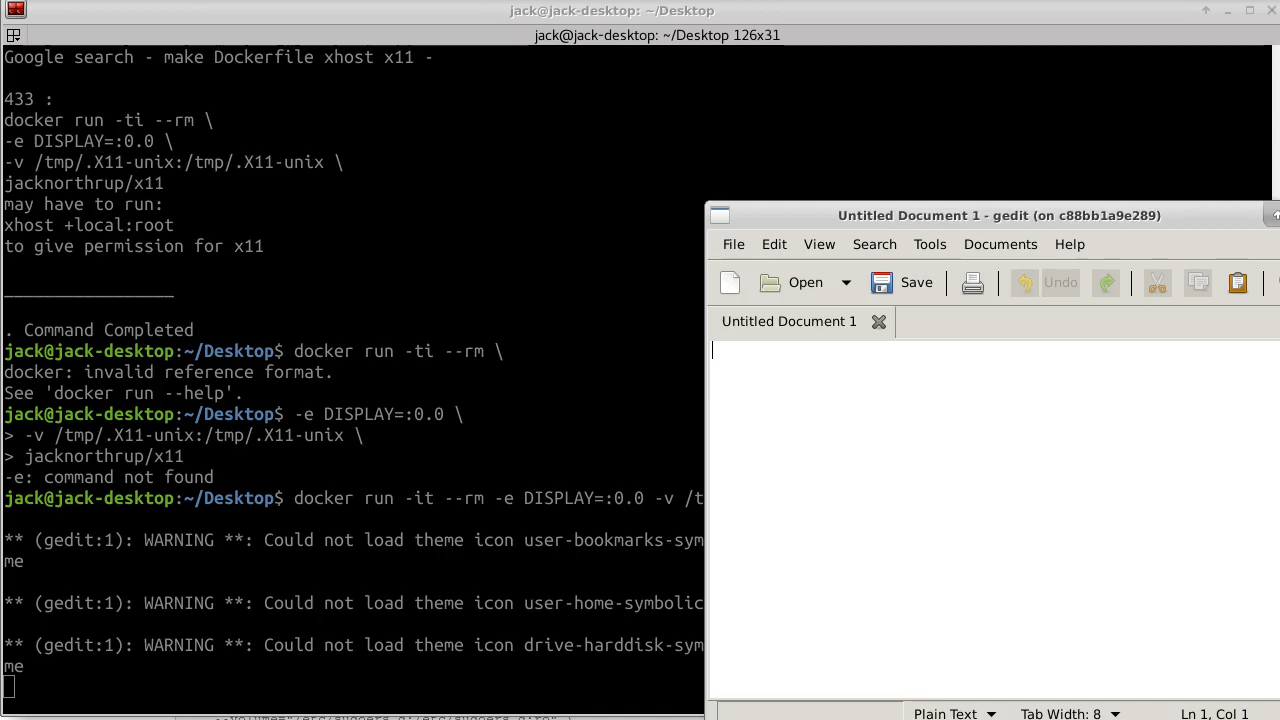 jack@jack-desktop: ~/Desktop
jack@jack-desktop: ~/Desktop 126x31
Google search - make Dockerfile xhost x11 -
433 :
docker run -ti --rm \
-e DISPLAY=:0.0 \
-v /tmp/.X11-unix:/tmp/.X11-unix \
jacknorthrup/x11
may have to run:
xhost +local:root
to give permission for x11
_________________
. Command Completed
jack@jack-desktop:~/Desktop$ docker run -ti --rm \
docker: invalid reference format.
See 'docker run --help'.
jack@jack-desktop:~/Desktop$ -e DISPLAY=:0.0 \
> -v /tmp/.X11-unix:/tmp/.X11-unix \
> jacknorthrup/x11
-e: command not found
jack@jack-desktop:~/Desktop$ docker run -it --rm -e DISPLAY=:0.0 -v /t
** (gedit:1): WARNING **: Could not load theme icon user-bookmarks-sym
me
** (gedit:1): WARNING **: Could not load theme icon user-home-symbolic
** (gedit:1): WARNING **: Could not load theme icon drive-harddisk-sym
me
Untitled Document 1 - gedit (on c88bb1a9e289)
File Edit View Search Tools Documents Help
Open Save Undo
Untitled Document 1
Plain Text Tab Width: 8 Ln 1, Col 1